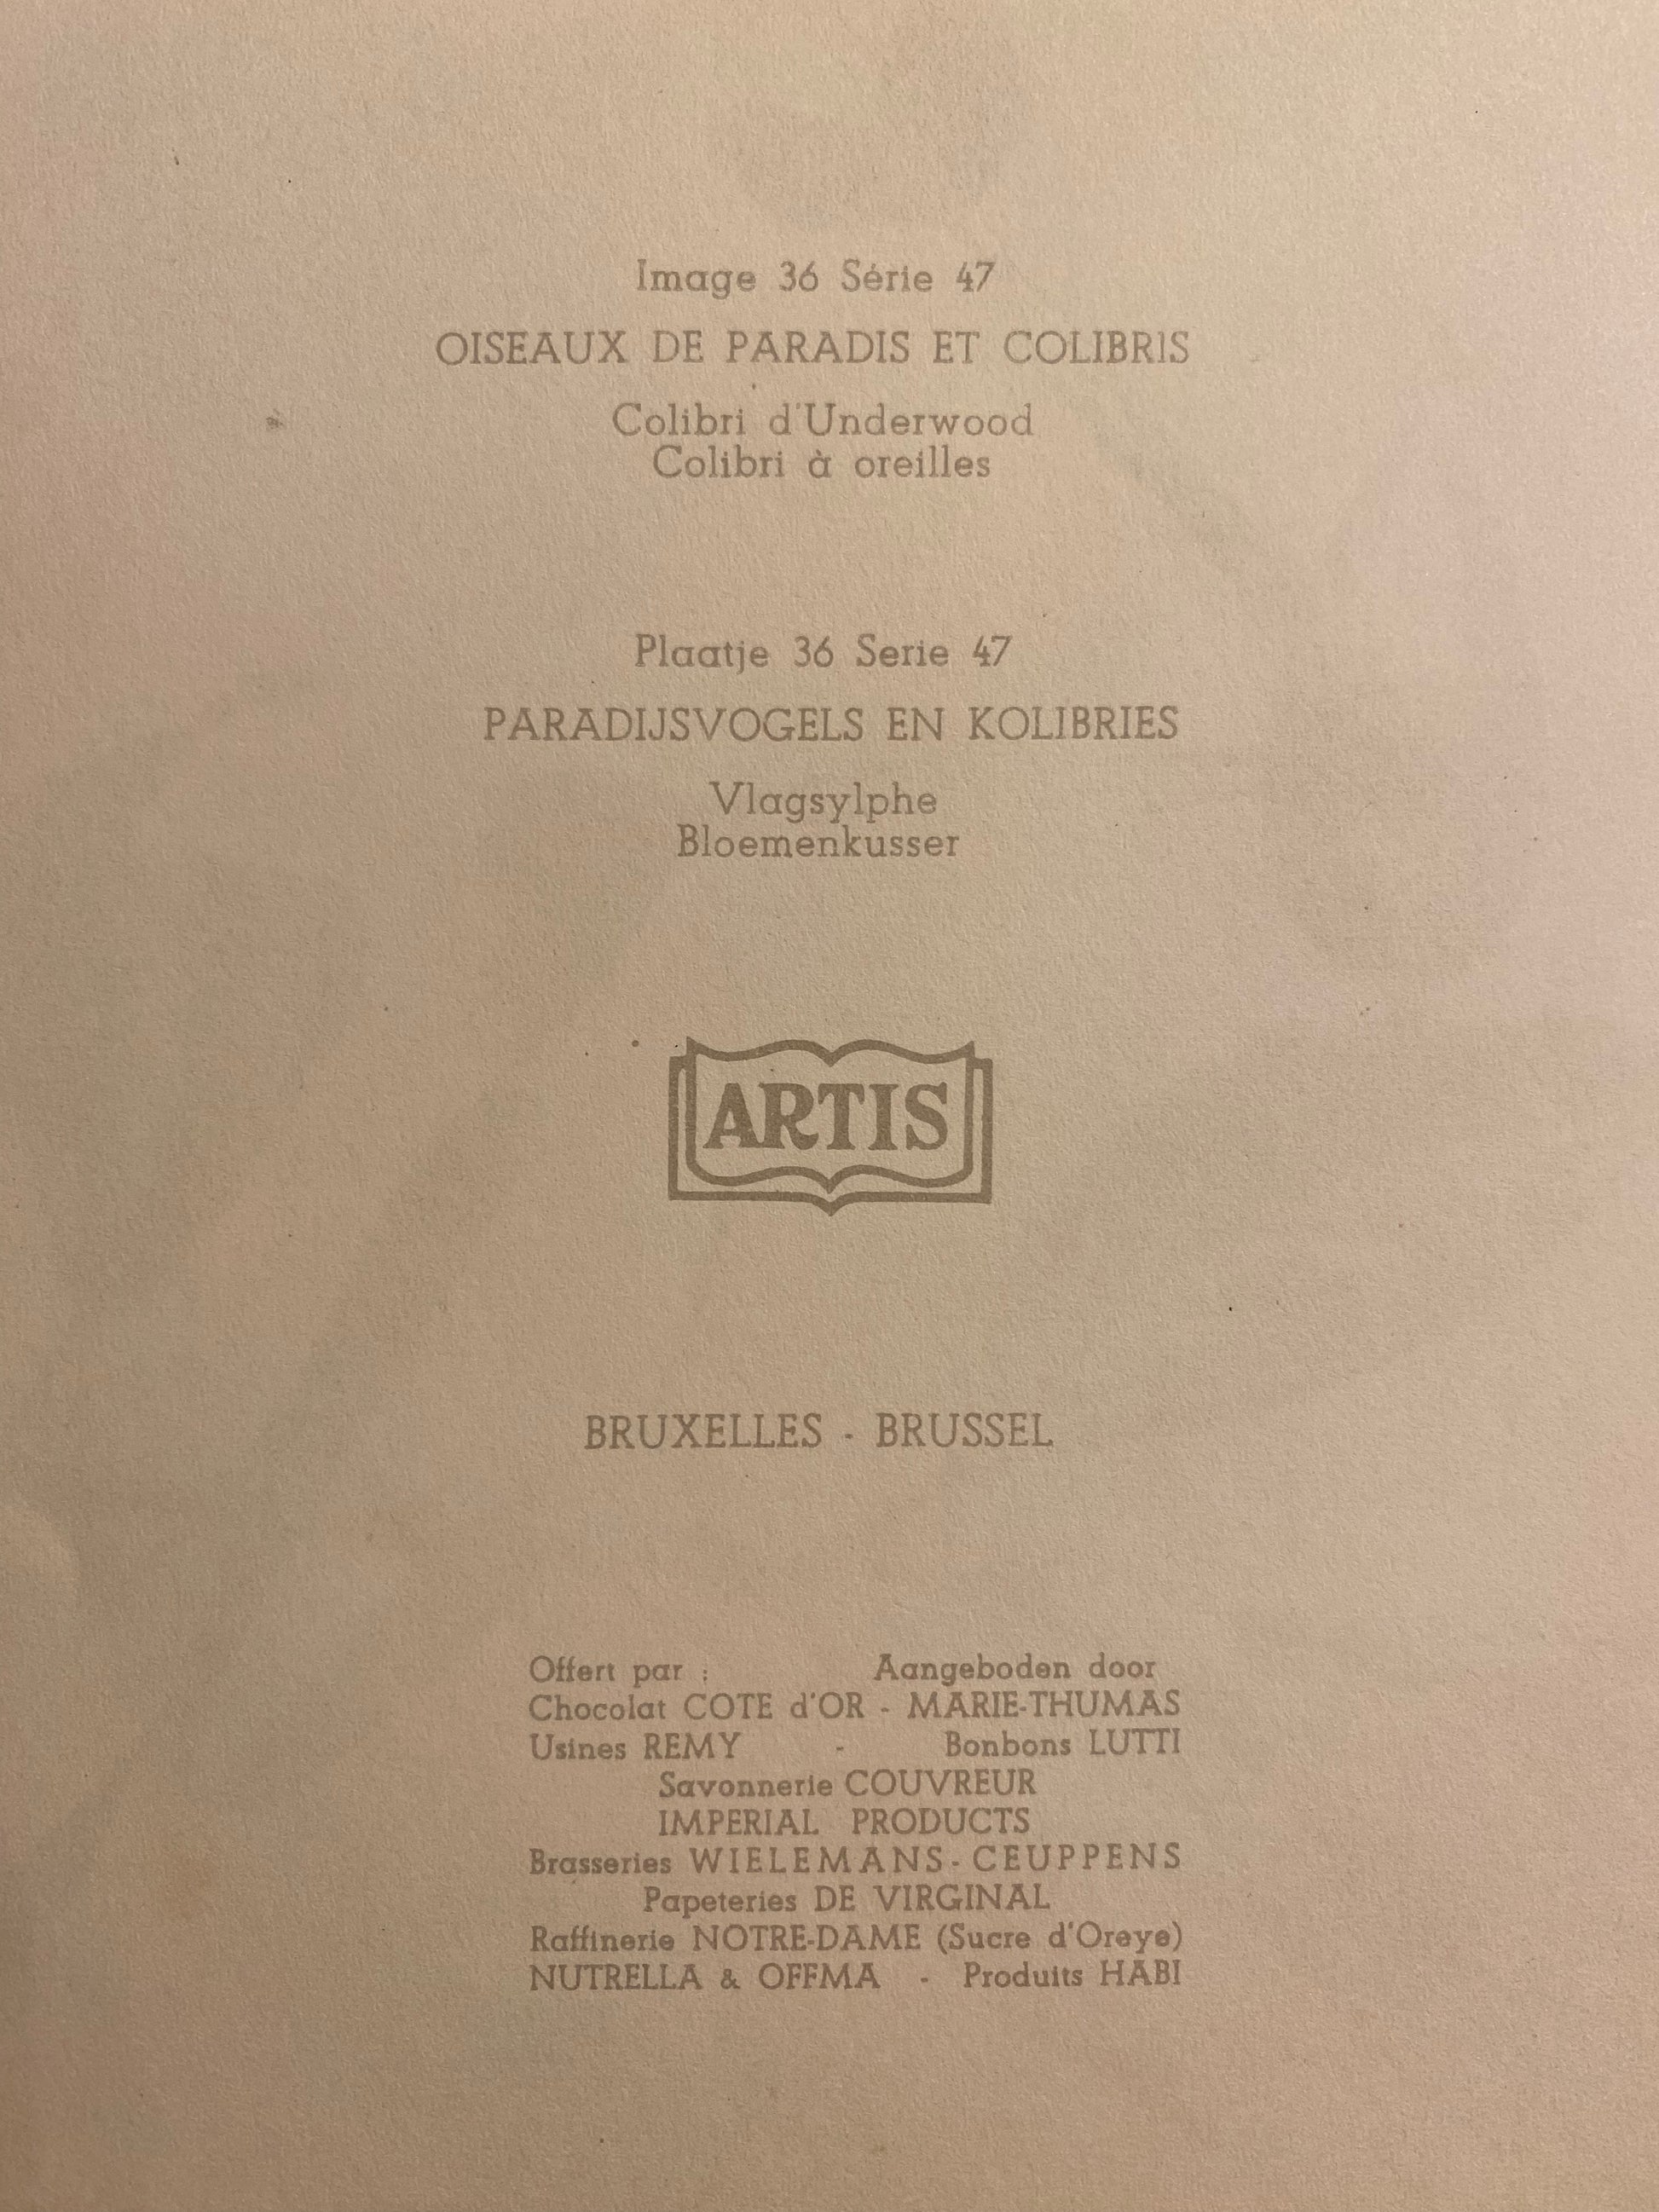 Image 36 Série 47
OISEAUX DE PARADIS ET COLIBRIS
Colibri d'Underwood
Colibri à oreilles
Plaatje 36 Serie 47
PARADIJSVOGELS EN KOLIBRIES
Vlagsylphe
Bloemenkusser
ARTIS
BRUXELLES - BRUSSEL
Offert par : Aangeboden door
Chocolat COTE d'OR - MARIE-THUMAS
Usines REMY - Bonbons LUTTI
Savonnerie COUVREUR
IMPERIAL PRODUCTS
Brasseries WIELEMANS-CEUPPENS
Papeteries DE VIRGINAL
Raffinerie NOTRE-DAME (Sucre d'Oreye)
NUTRELLA & OFFMA - Produits HABI